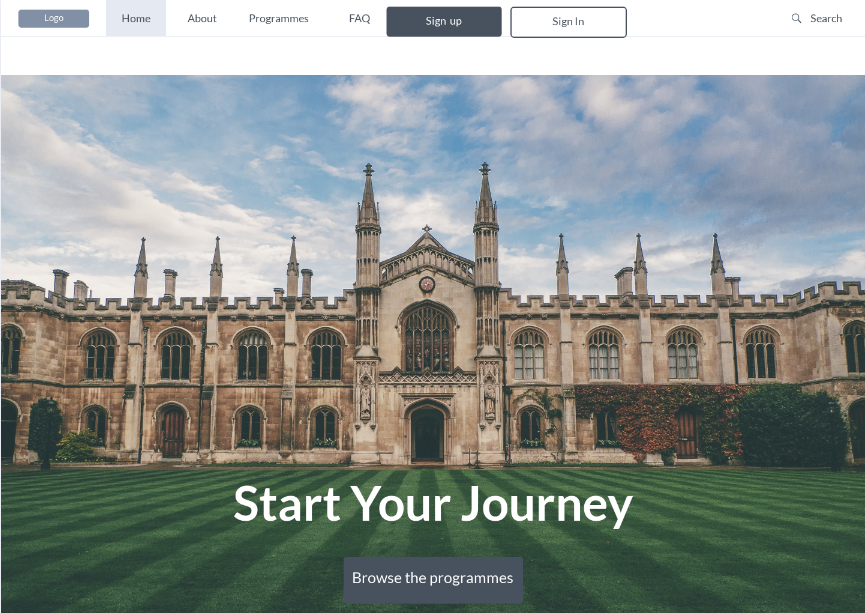 Logo
Home
About
Programmes
FAQ
Sign up
Sign In
Search
Start Your Journey
Browse the programmes